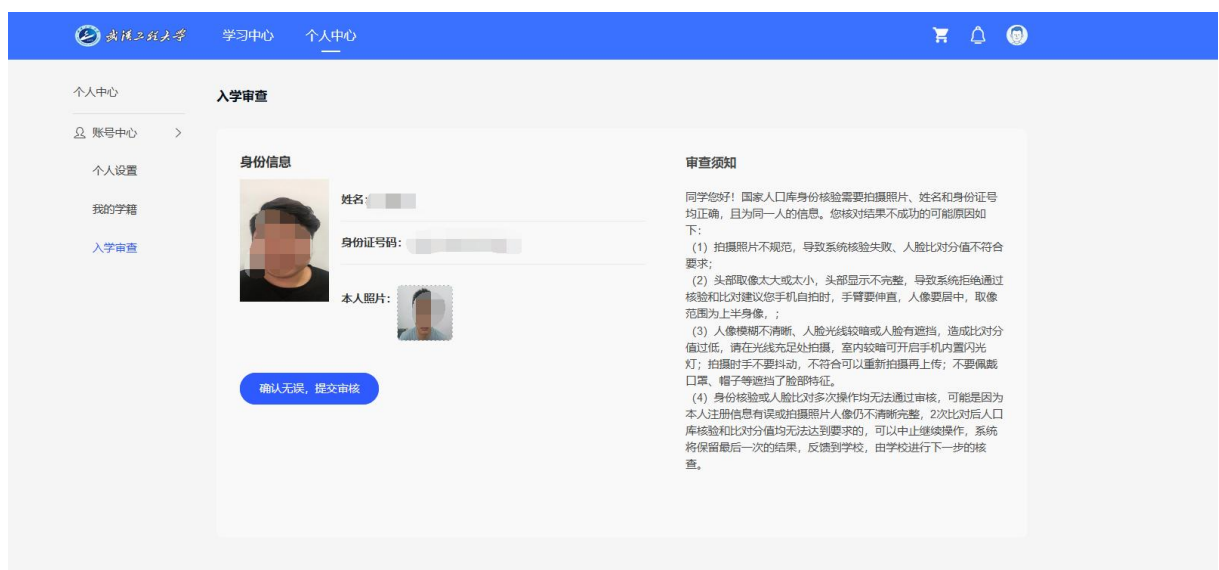 武汉工程大学 学习中心 个人中心
个人中心
账号中心
个人设置
我的学籍
入学审查
入学审查
身份信息
姓名:
身份证号码:
本人照片:
确认无误, 提交审核
审查须知
同学您好！国家人口库身份核验需要拍摄照片、姓名和身份证号
均正确，且为同一人的信息。您核对结果不成功的可能原因如
下：
（1）拍摄照片不规范，导致系统核验失败、人脸比对分值不符合
要求；
（2）头部取像太大或太小，头部显示不完整，导致系统拒绝通过
核验和比对建议您手机自拍时，手臂要伸直，人像要居中，取像
范围为上半身像，；
（3）人像模糊不清晰、人脸光线较暗或人脸有遮挡，造成比对分
值过低，请在光线充足处拍摄，室内较暗可开启手机内置闪光
灯；拍摄时手不要抖动，不符合可以重新拍摄再上传；不要佩戴
口罩、帽子等遮挡了脸部特征。
（4）身份核验或人脸比对多次操作均无法通过审核，可能是因为
本人注册信息有误或拍摄照片人像仍不清晰完整，2次比对后人口
库核验和比对分值均无法达到要求的，可以中止继续操作，系统
将保留最后一次的结果，反馈到学校，由学校进行下一步的核
查。